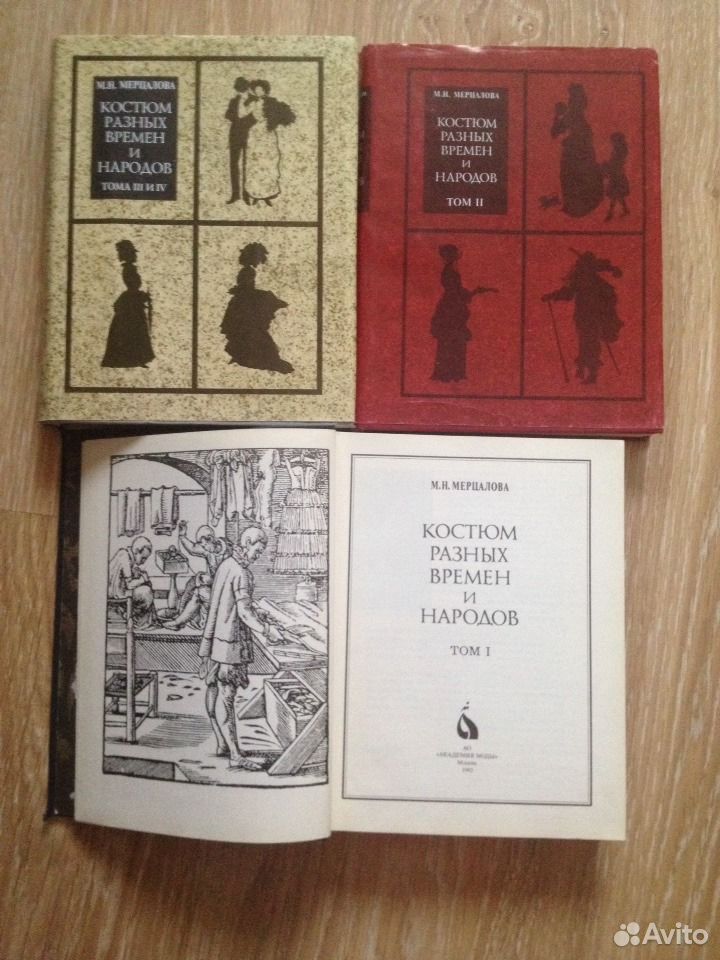 М.Н. МЕРЦАЛОВА
КОСТЮМ
РАЗНЫХ
ВРЕМЕН
И
НАРОДОВ
ТОМА III И IV
М.Н. МЕРЦАЛОВА
КОСТЮМ
РАЗНЫХ
ВРЕМЕН
И
НАРОДОВ
ТОМ II
М.Н. МЕРЦАЛОВА
КОСТЮМ
РАЗНЫХ
ВРЕМЕН
И
НАРОДОВ
ТОМ I
АО
«АКАДЕМИЯ МОДЫ»
Москва
Avito